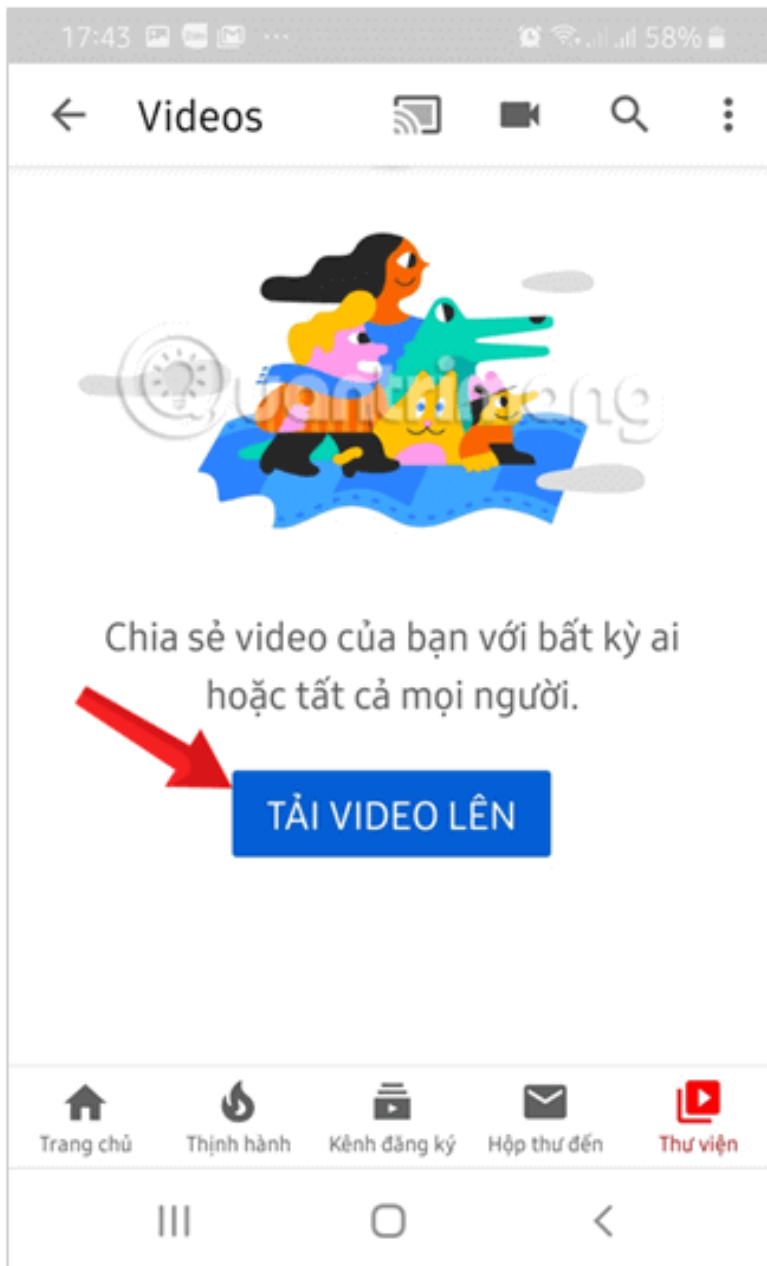 17:43 58%
Videos
Quantrimang
Chia sẻ video của bạn với bất kỳ ai
hoặc tất cả mọi người.
TẢI VIDEO LÊN
Trang chủ Thịnh hành Kênh đăng ký Hộp thư đến Thư viện